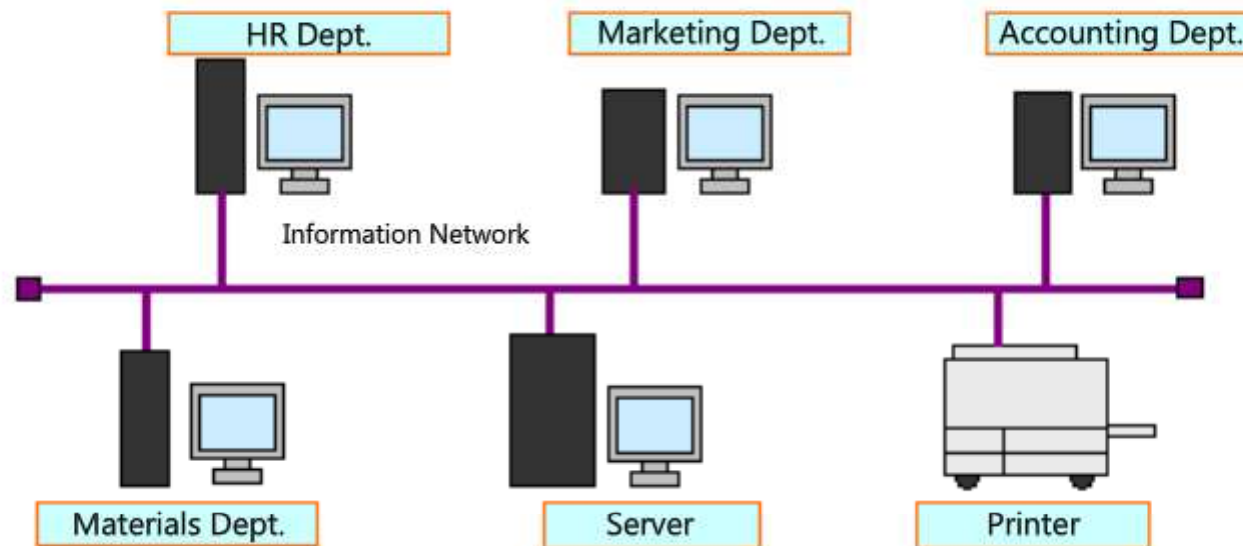 HR Dept.
Marketing Dept.
Accounting Dept.
Information Network
Materials Dept.
Server
Printer